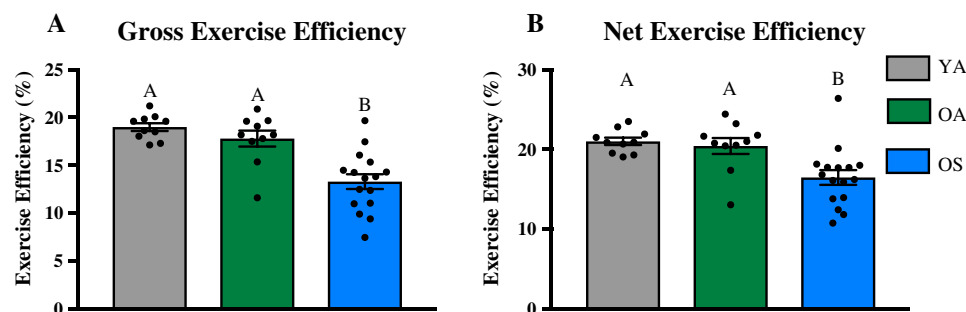 A
Gross Exercise Efficiency
Exercise Efficiency (%)
25
20
15
10
5
0
A
A
B
B
Net Exercise Efficiency
Exercise Efficiency (%)
30
20
10
0
A
A
B
YA
OA
OS